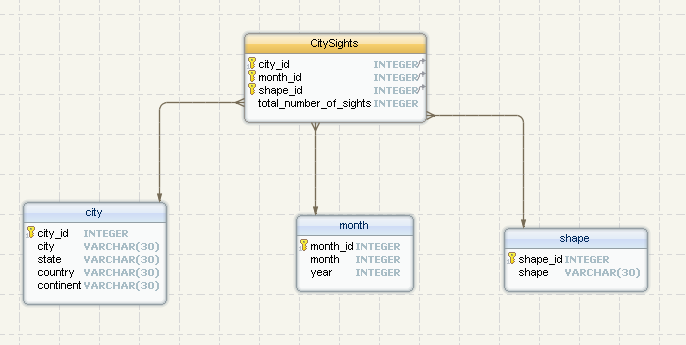 CitySights
city_id INTEGER
month_id INTEGER
shape_id INTEGER
total_number_of_sights INTEGER
city
city_id INTEGER
city VARCHAR(30)
state VARCHAR(30)
country VARCHAR(30)
continent VARCHAR(30)
month
month_id INTEGER
month INTEGER
year INTEGER
shape
shape_id INTEGER
shape VARCHAR(30)